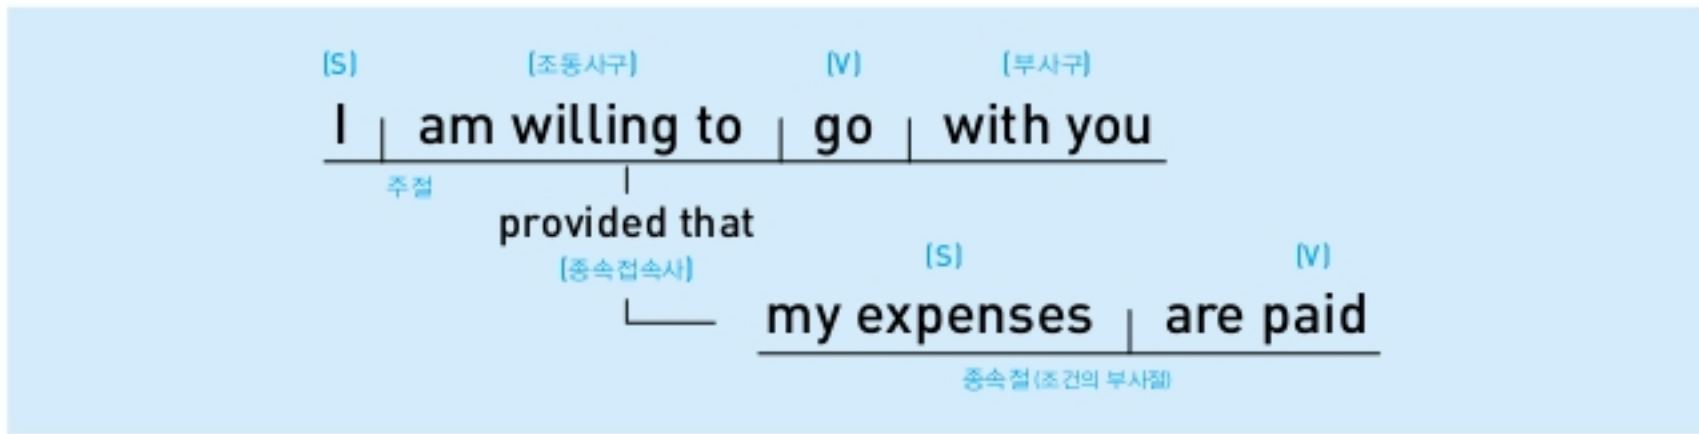 (S) (조동사구) (V) (부사구)
I am willing to go with you
주절
provided that
(종속접속사)
(S) (V)
my expenses are paid
종속절 (조건의 부사절)